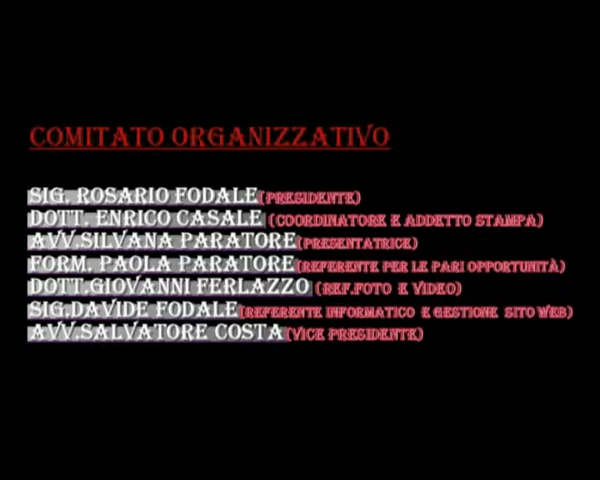 COMITATO ORGANIZZATIVO
SIG. ROSARIO FODALE(PRESIDENTE)
DOTT. ENRICO CASALE (COORDINATORE E ADDETTO STAMPA)
AVV.SILVANA PARATORE(PRESENTATRICE)
FORM. PAOLA PARATORE(REFERENTE PER LE PARI OPPORTUNITÀ)
DOTT.GIOVANNI FERLAZZO (REF.FOTO E VIDEO)
SIG.DAVIDE FODALE(REFERENTE INFORMATICO E GESTIONE SITO WEB)
AVV.SALVATORE COSTA(VICE PRESIDENTE)